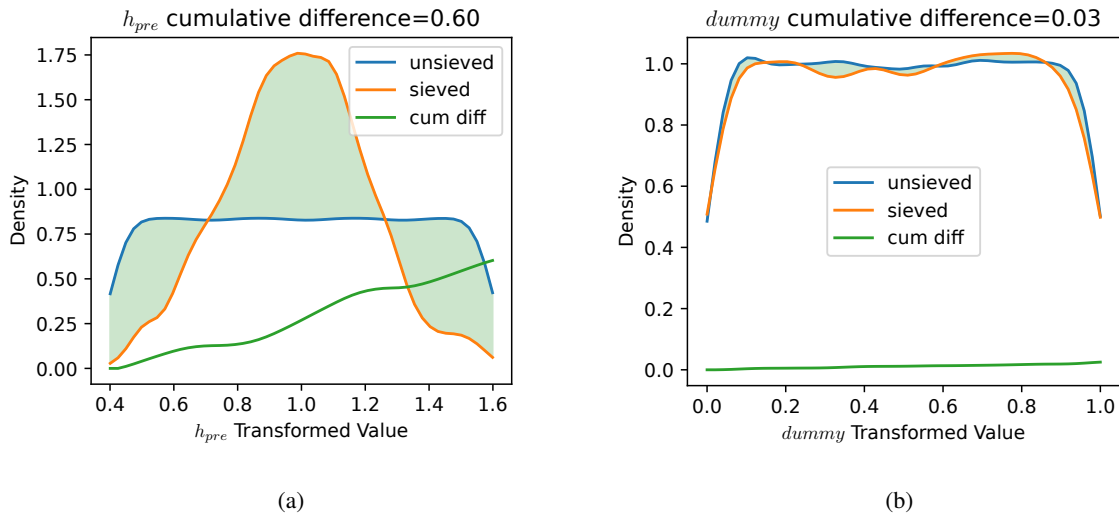 h_pre cumulative difference=0.60
1.75
1.50
1.25
1.00
0.75
0.50
0.25
0.00
Density
unsieved
sieved
cum diff
0.4 0.6 0.8 1.0 1.2 1.4 1.6
h_pre Transformed Value
(a)
dummy cumulative difference=0.03
1.0
0.8
0.6
0.4
0.2
0.0
Density
unsieved
sieved
cum diff
0.0 0.2 0.4 0.6 0.8 1.0
dummy Transformed Value
(b)